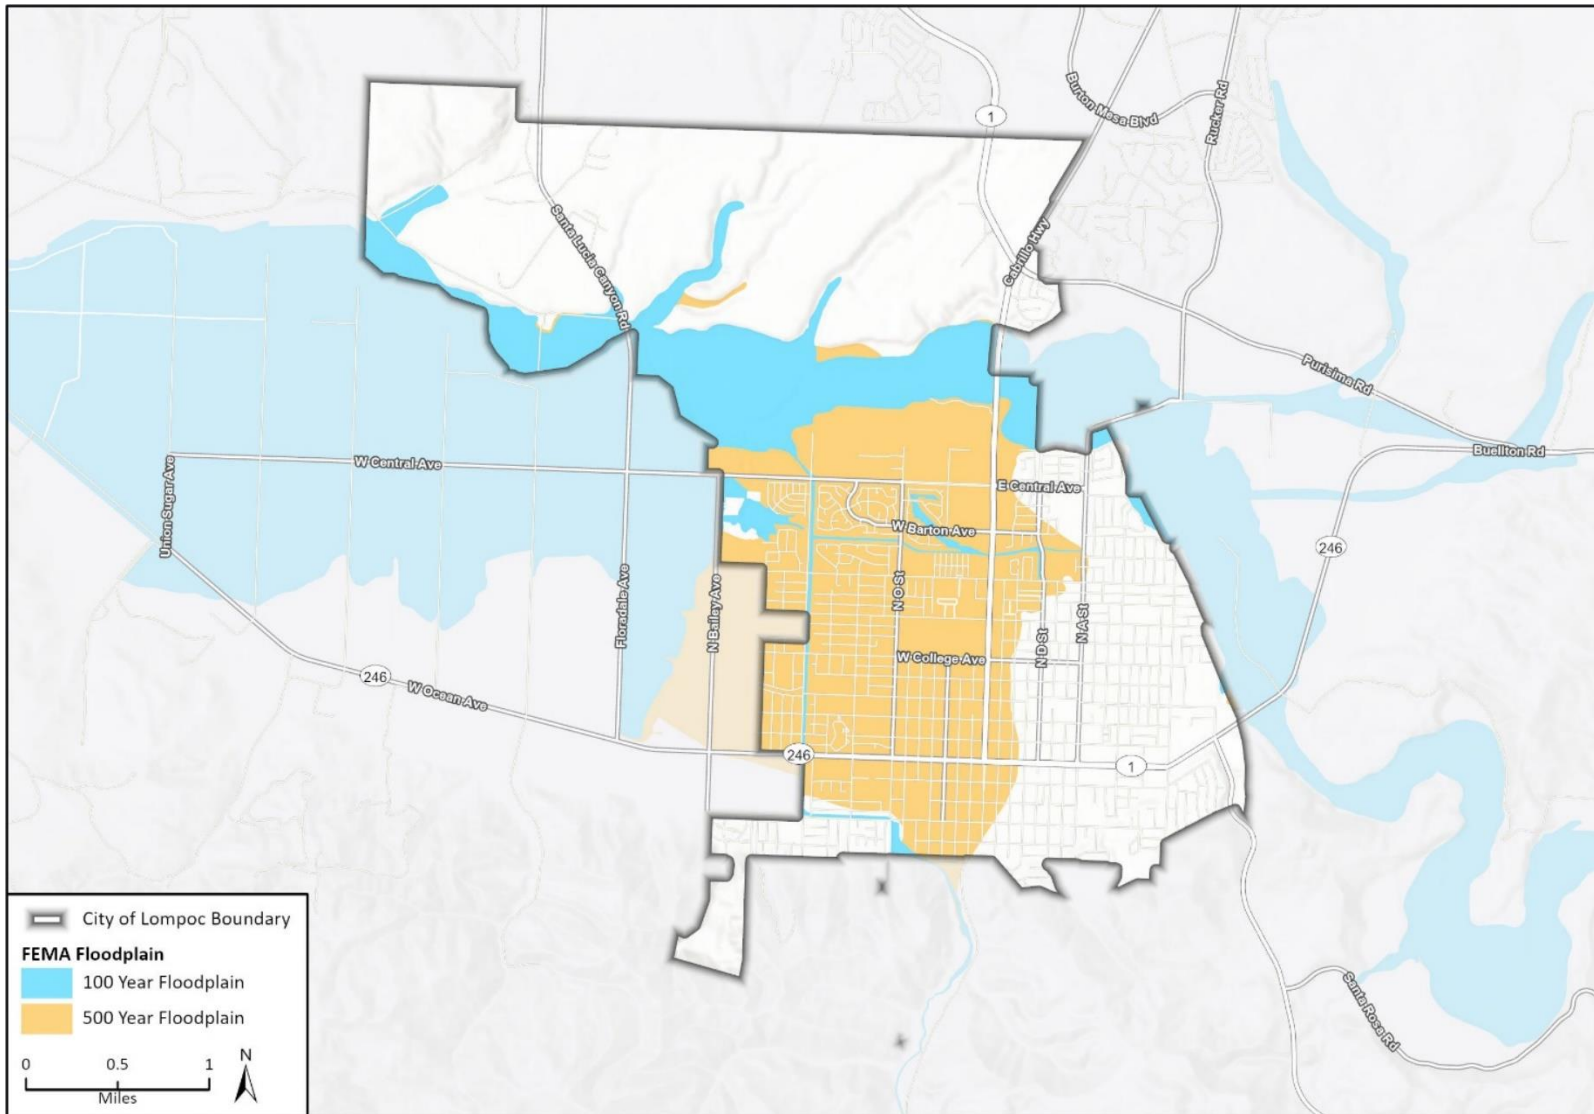 1
Burton Mesa Blvd
Rucker Rd
Santa Lucia Canyon Rd
Cabrillo Hwy
Purisima Rd
Buellton Rd
W Central Ave
E Central Ave
Union Sugar Ave
W Barton Ave
246
Floradale Ave
N Bailey Ave
N O St
N D St
N A St
W College Ave
246
W Ocean Ave
246
1
Santa Rosa Rd
City of Lompoc Boundary
FEMA Floodplain
100 Year Floodplain
500 Year Floodplain
0 0.5 1
Miles
N